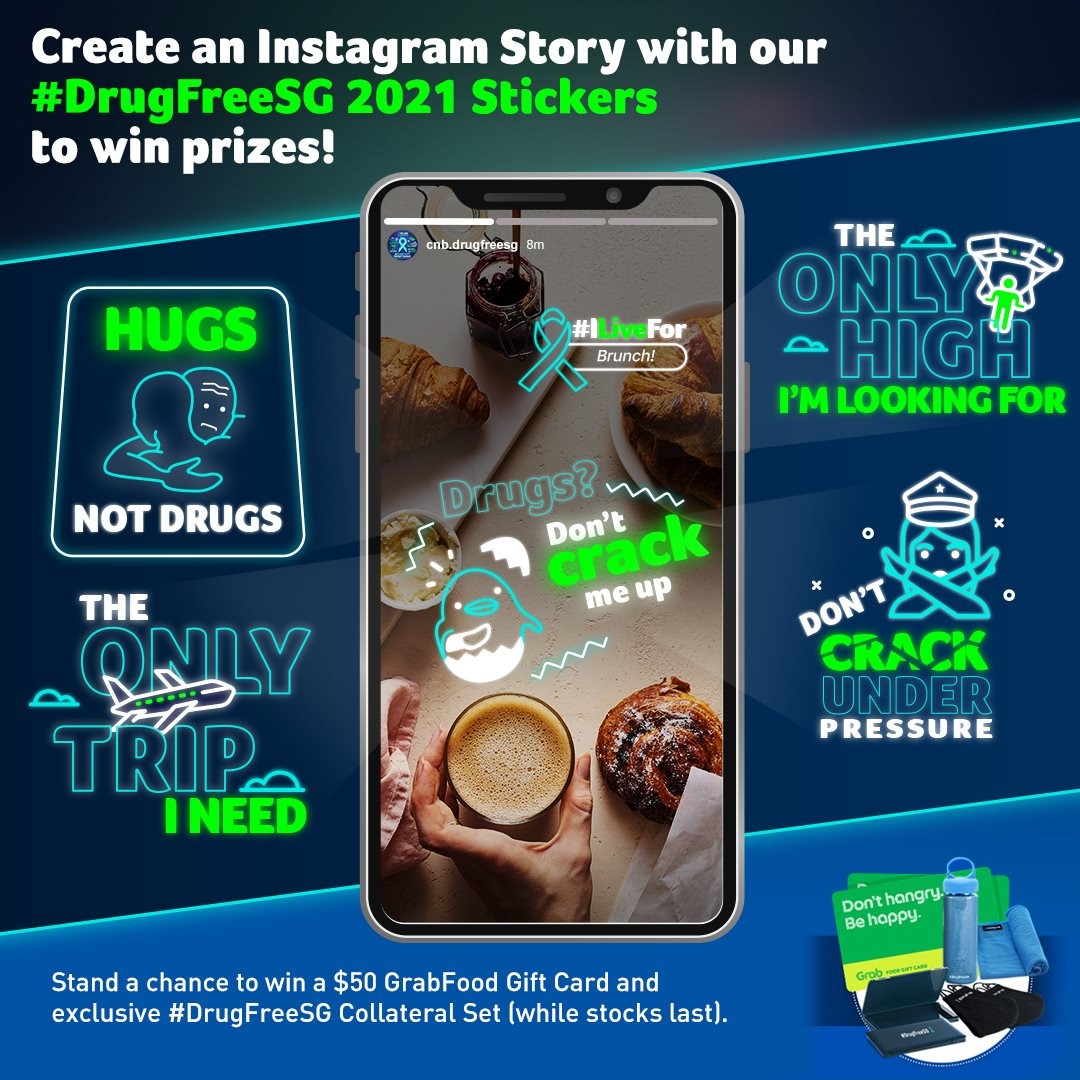 Create an Instagram Story with our
#DrugFreeSG 2021 Stickers
to win prizes!
cnb.drugfreesg 8m
#ILiveFor
Brunch!
Drugs?
Don't
crack
me up
HUGS
NOT DRUGS
THE
ONLY
TRIP
I NEED
THE
ONLY
HIGH
I'M LOOKING FOR
DON'T
CRACK
UNDER
PRESSURE
Stand a chance to win a $50 GrabFood Gift Card and
exclusive #DrugFreeSG Collateral Set (while stocks last).
Don't hangry.
Be happy.
Grab FOOD GIFT CARD
#DrugFreeSG